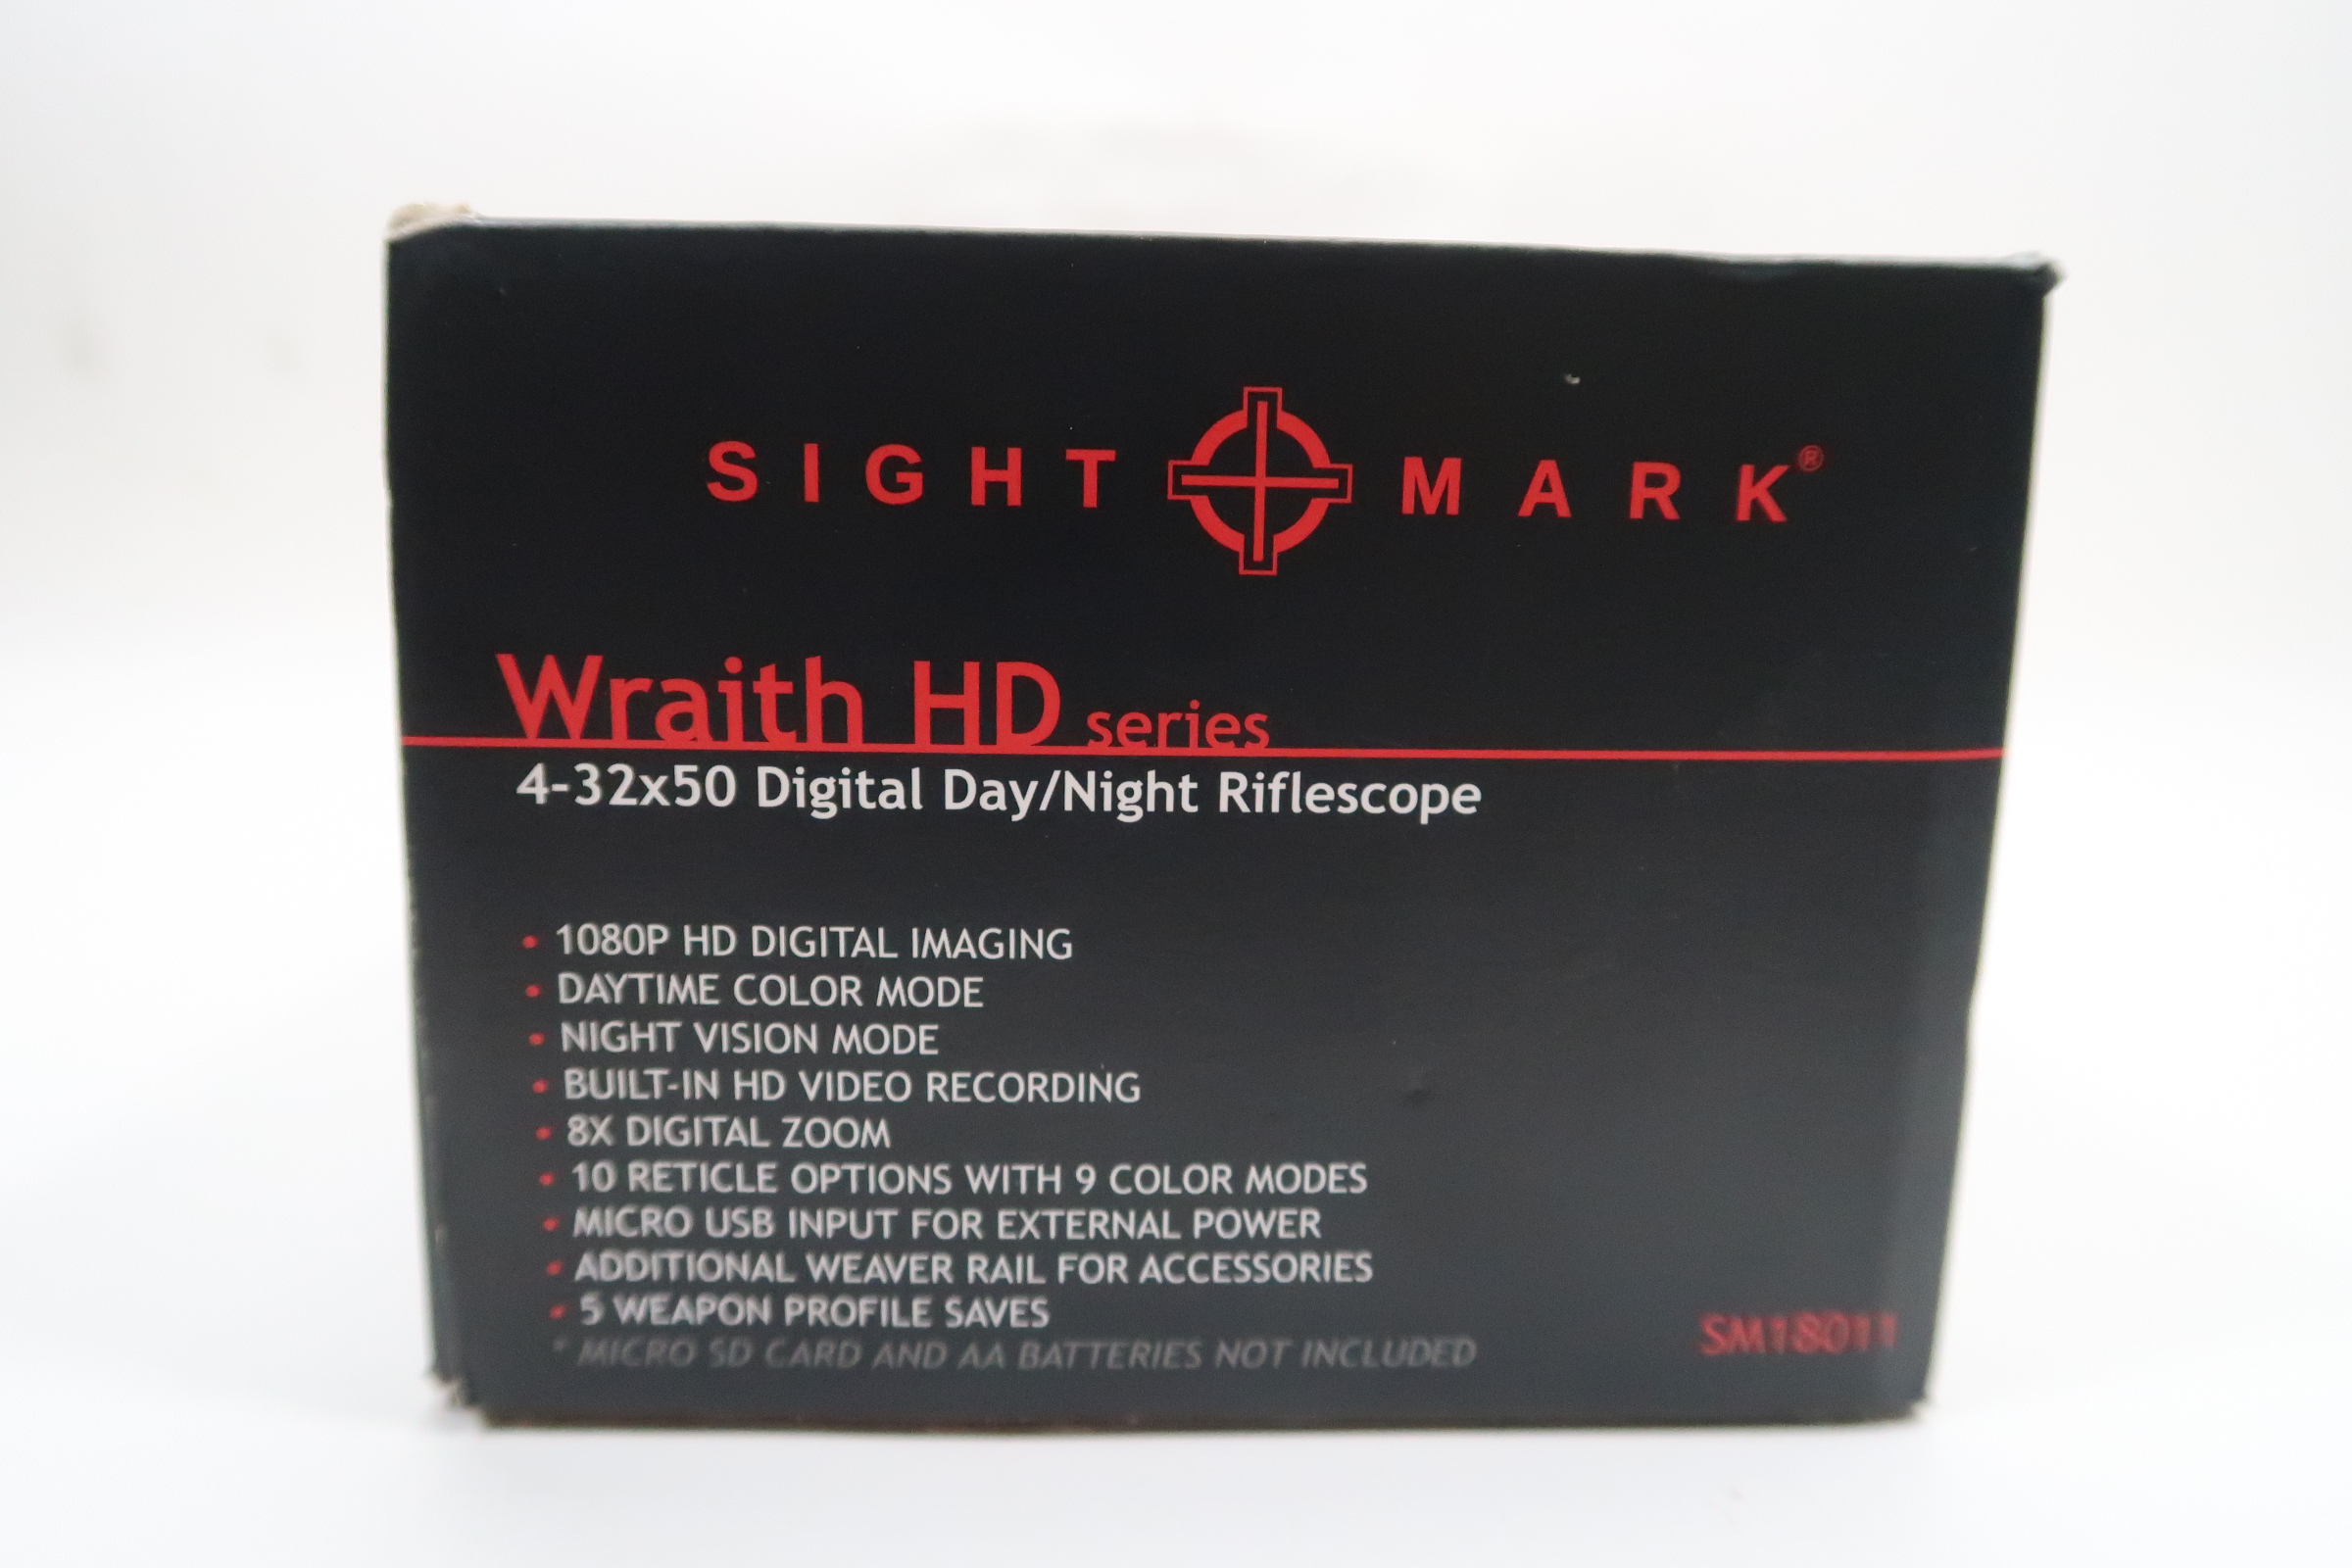 SIGHT MARK®
Wraith HD series
4-32x50 Digital Day/Night Riflescope
• 1080P HD DIGITAL IMAGING
• DAYTIME COLOR MODE
• NIGHT VISION MODE
• BUILT-IN HD VIDEO RECORDING
• 8X DIGITAL ZOOM
• 10 RETICLE OPTIONS WITH 9 COLOR MODES
• MICRO USB INPUT FOR EXTERNAL POWER
• ADDITIONAL WEAVER RAIL FOR ACCESSORIES
• 5 WEAPON PROFILE SAVES
* MICRO SD CARD AND AA BATTERIES NOT INCLUDED
SM18011